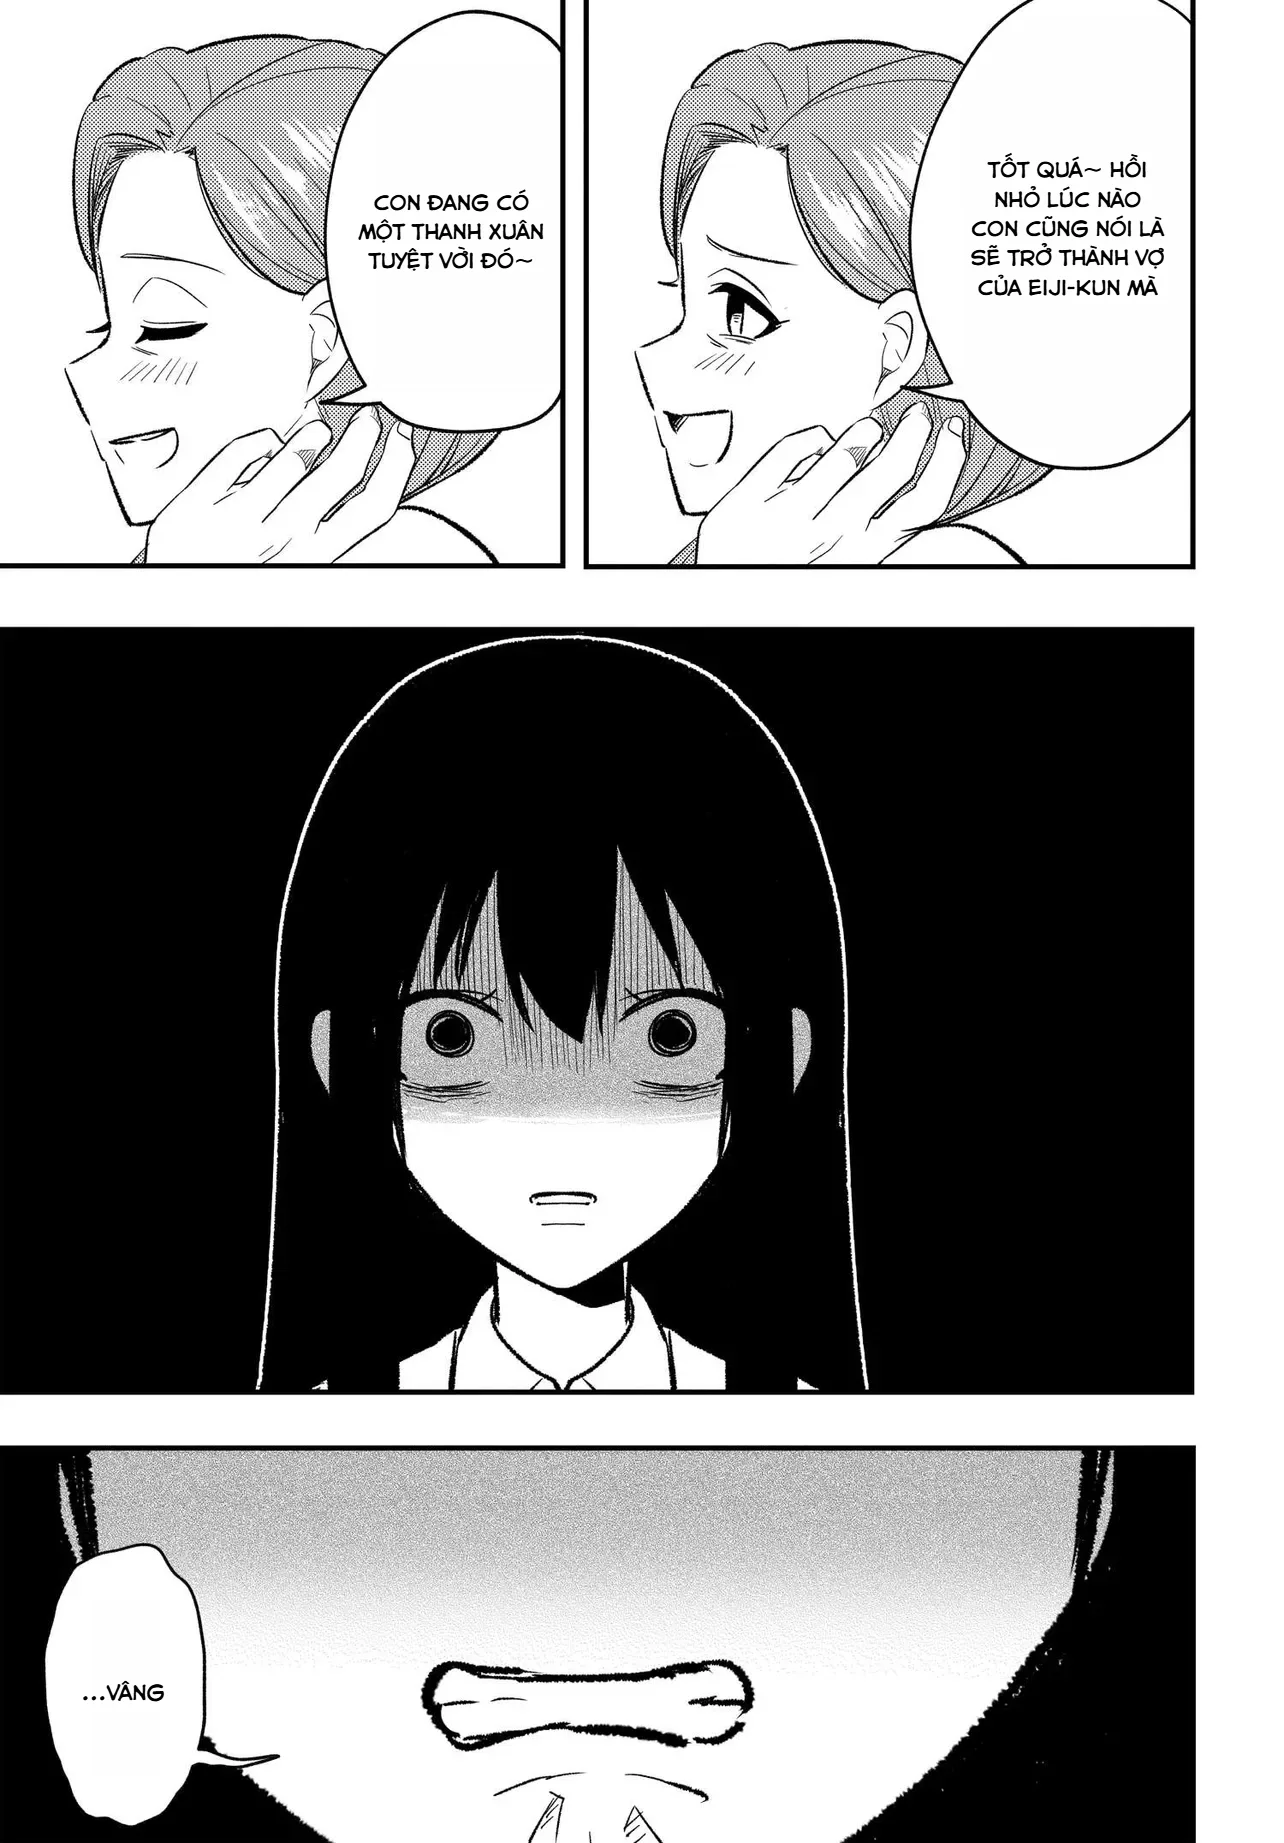 TỐT QUÁ~ HỒI
NHỎ LÚC NÀO
CON CŨNG NÓI LÀ
SẼ TRỞ THÀNH VỢ
CỦA EIJI-KUN MÀ
CON ĐANG CÓ
MỘT THANH XUÂN
TUYỆT VỜI ĐÓ~
...VÂNG